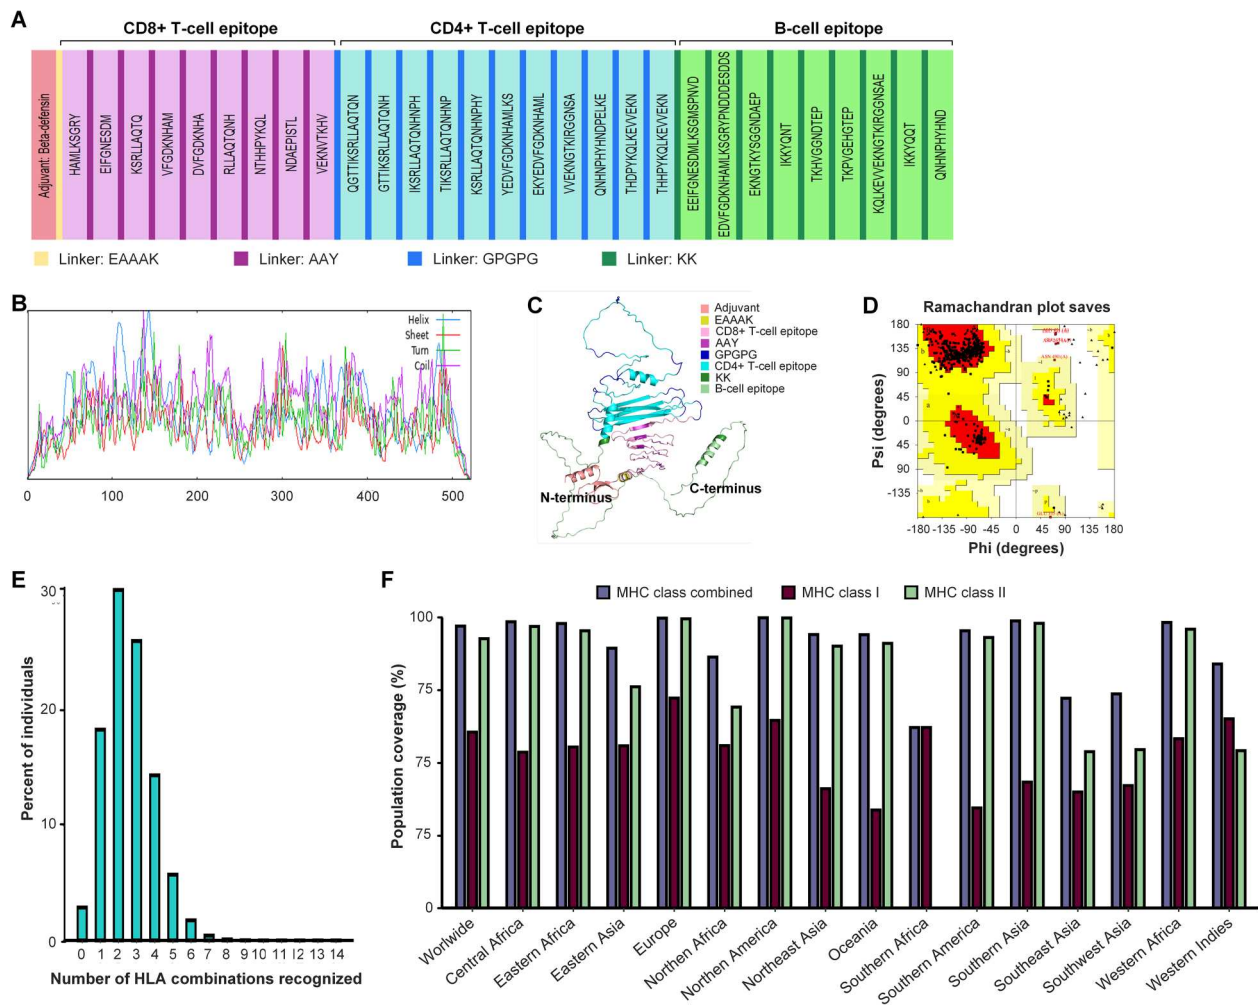 A
CD8+ T-cell epitope
CD4+ T-cell epitope
B-cell epitope
Adjuvant: Beta-defensin
HAMLKSGRY
EIFGNESDM
KSRLLAQTQ
VFGDKNHAM
DVFGDKNHA
RLLAQTQNH
NTHHPYKQL
NDAEPISTL
VEKNVTKHV
QGTTIKSRLLAQTQN
GTTIKSRLLAQTQNH
IKSRLLAQTQNHNPH
TIKSRLLAQTQNHNP
KSRLLAQTQNHNPHY
YEDVFGDKNHAMLKS
EKYEDVFGDKNHAML
VVEKNGTKIRGGNSA
QNHNPHYHNDPELKE
THDPYKQLKEVVEKN
THHPYKQLKEVVEKN
EEIFGNESDMLKSGMSPNVD
EDVFGDKNHAMLKSGRYPNDDDESDDS
EKNGTKYSGGNDAEP
IKKYQNT
TKHVGGNDTEP
TKPVGEHGTEP
KQLKEVVEKNGTKIRGGNSAE
IKKYQQT
QNHNPHYHND
Linker: EAAAK
Linker: AAY
Linker: GPGPG
Linker: KK
B
Helix
Sheet
Turn
Coil
0 100 200 300 400 500
C
Adjuvant
EAAAK
CD8+ T-cell epitope
AAY
GPGPG
CD4+ T-cell epitope
KK
B-cell epitope
N-terminus
C-terminus
D
Ramachandran plot saves
180
135
90
45
0
45
90
-135
Psi (degrees)
-180 -135 -90 -45 0 45 90 135 180
Phi (degrees)
E
30
20
10
0
Percent of individuals
0 1 2 3 4 5 6 7 8 9 10 11 12 13 14
Number of HLA combinations recognized
F
MHC class combined
MHC class I
MHC class II
100
75
75
75
0
Population coverage (%)
Worlwide
Central Africa
Eastern Africa
Eastern Asia
Europe
Northen Africa
Northen America
Northeast Asia
Oceania
Southern Africa
Southern America
Southern Asia
Southeast Asia
Southwest Asia
Western Africa
Western Indies